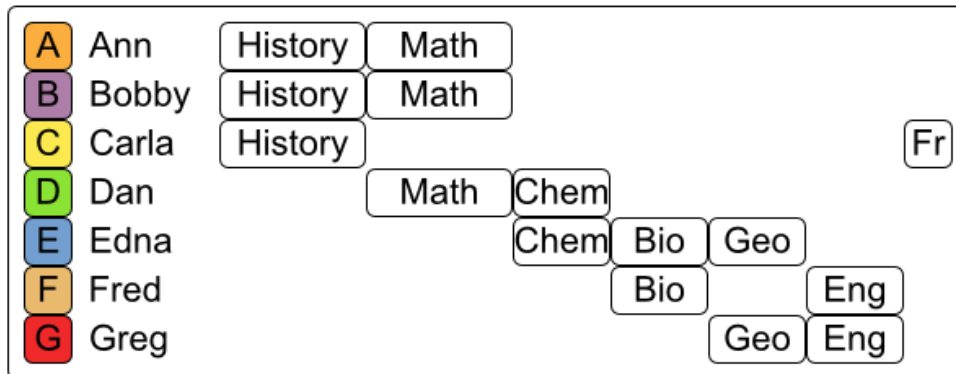 A Ann History Math
B Bobby History Math
C Carla History Fr
D Dan Math Chem
E Edna Chem Bio Geo
F Fred Bio Eng
G Greg Geo Eng